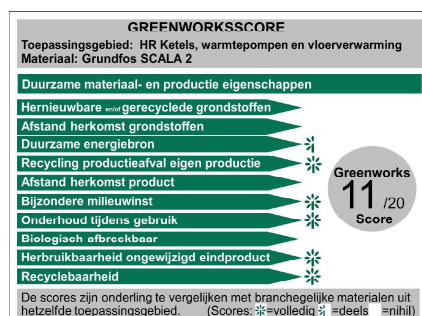 GREENWORKSSCORE
Toepassingsgebied: HR Ketels, warmtepompen en vloerverwarming
Materiaal: Grundfos SCALA 2
Duurzame materiaal- en productie eigenschappen
Hernieuwbare en/of gerecyclede grondstoffen
Afstand herkomst grondstoffen
Duurzame energiebron
Recycling productieafval eigen productie
Afstand herkomst product
Bijzondere milieuwinst
Onderhoud tijdens gebruik
Biologisch afbreekbaar
Herbruikbaarheid ongewijzigd eindproduct
Recyclebaarheid
Greenworks
11 /20
Score
De scores zijn onderling te vergelijken met branchegelijke materialen uit
hetzelfde toepassingsgebied. (Scores: =volledig =deels =nihil)